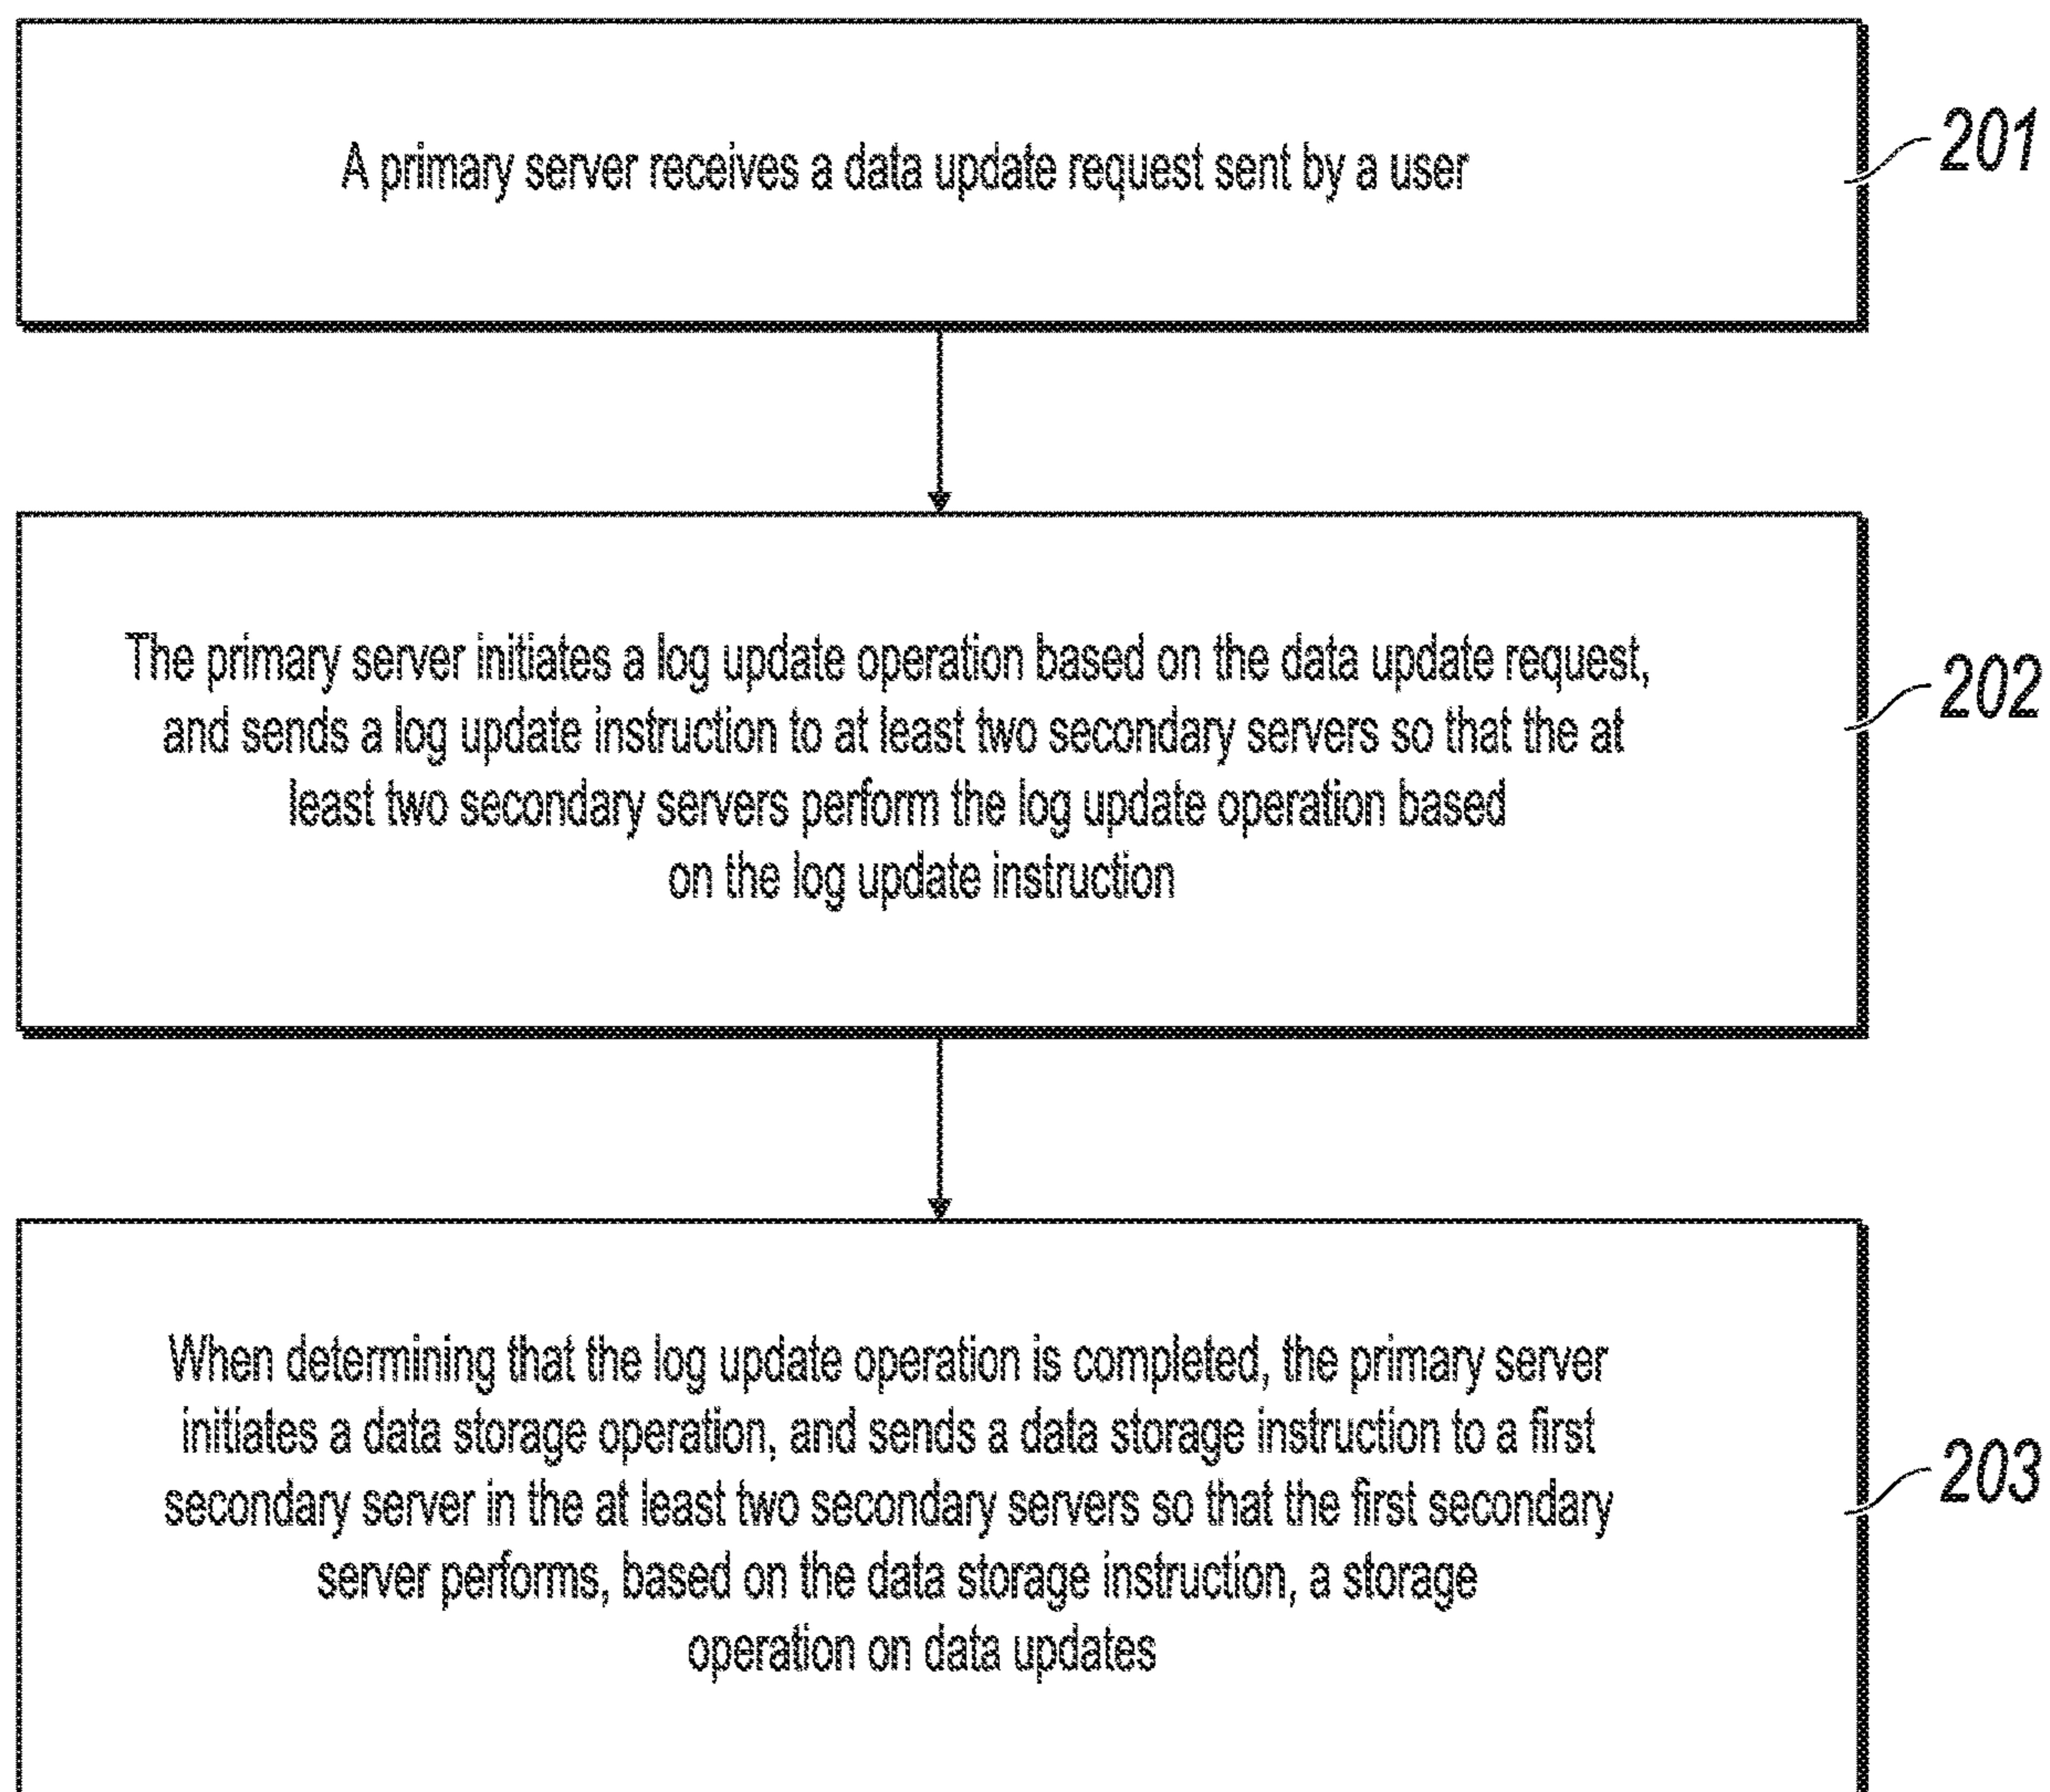 A primary server receives a data update request sent by a user
201
The primary server initiates a log update operation based on the data update request,
and sends a log update instruction to at least two secondary servers so that the at
least two secondary servers perform the log update operation based
on the log update instruction
202
When determining that the log update operation is completed, the primary server
initiates a data storage operation, and sends a data storage instruction to a first
secondary server in the at least two secondary servers so that the first secondary
server performs, based on the data storage instruction, a storage
operation on data updates
203